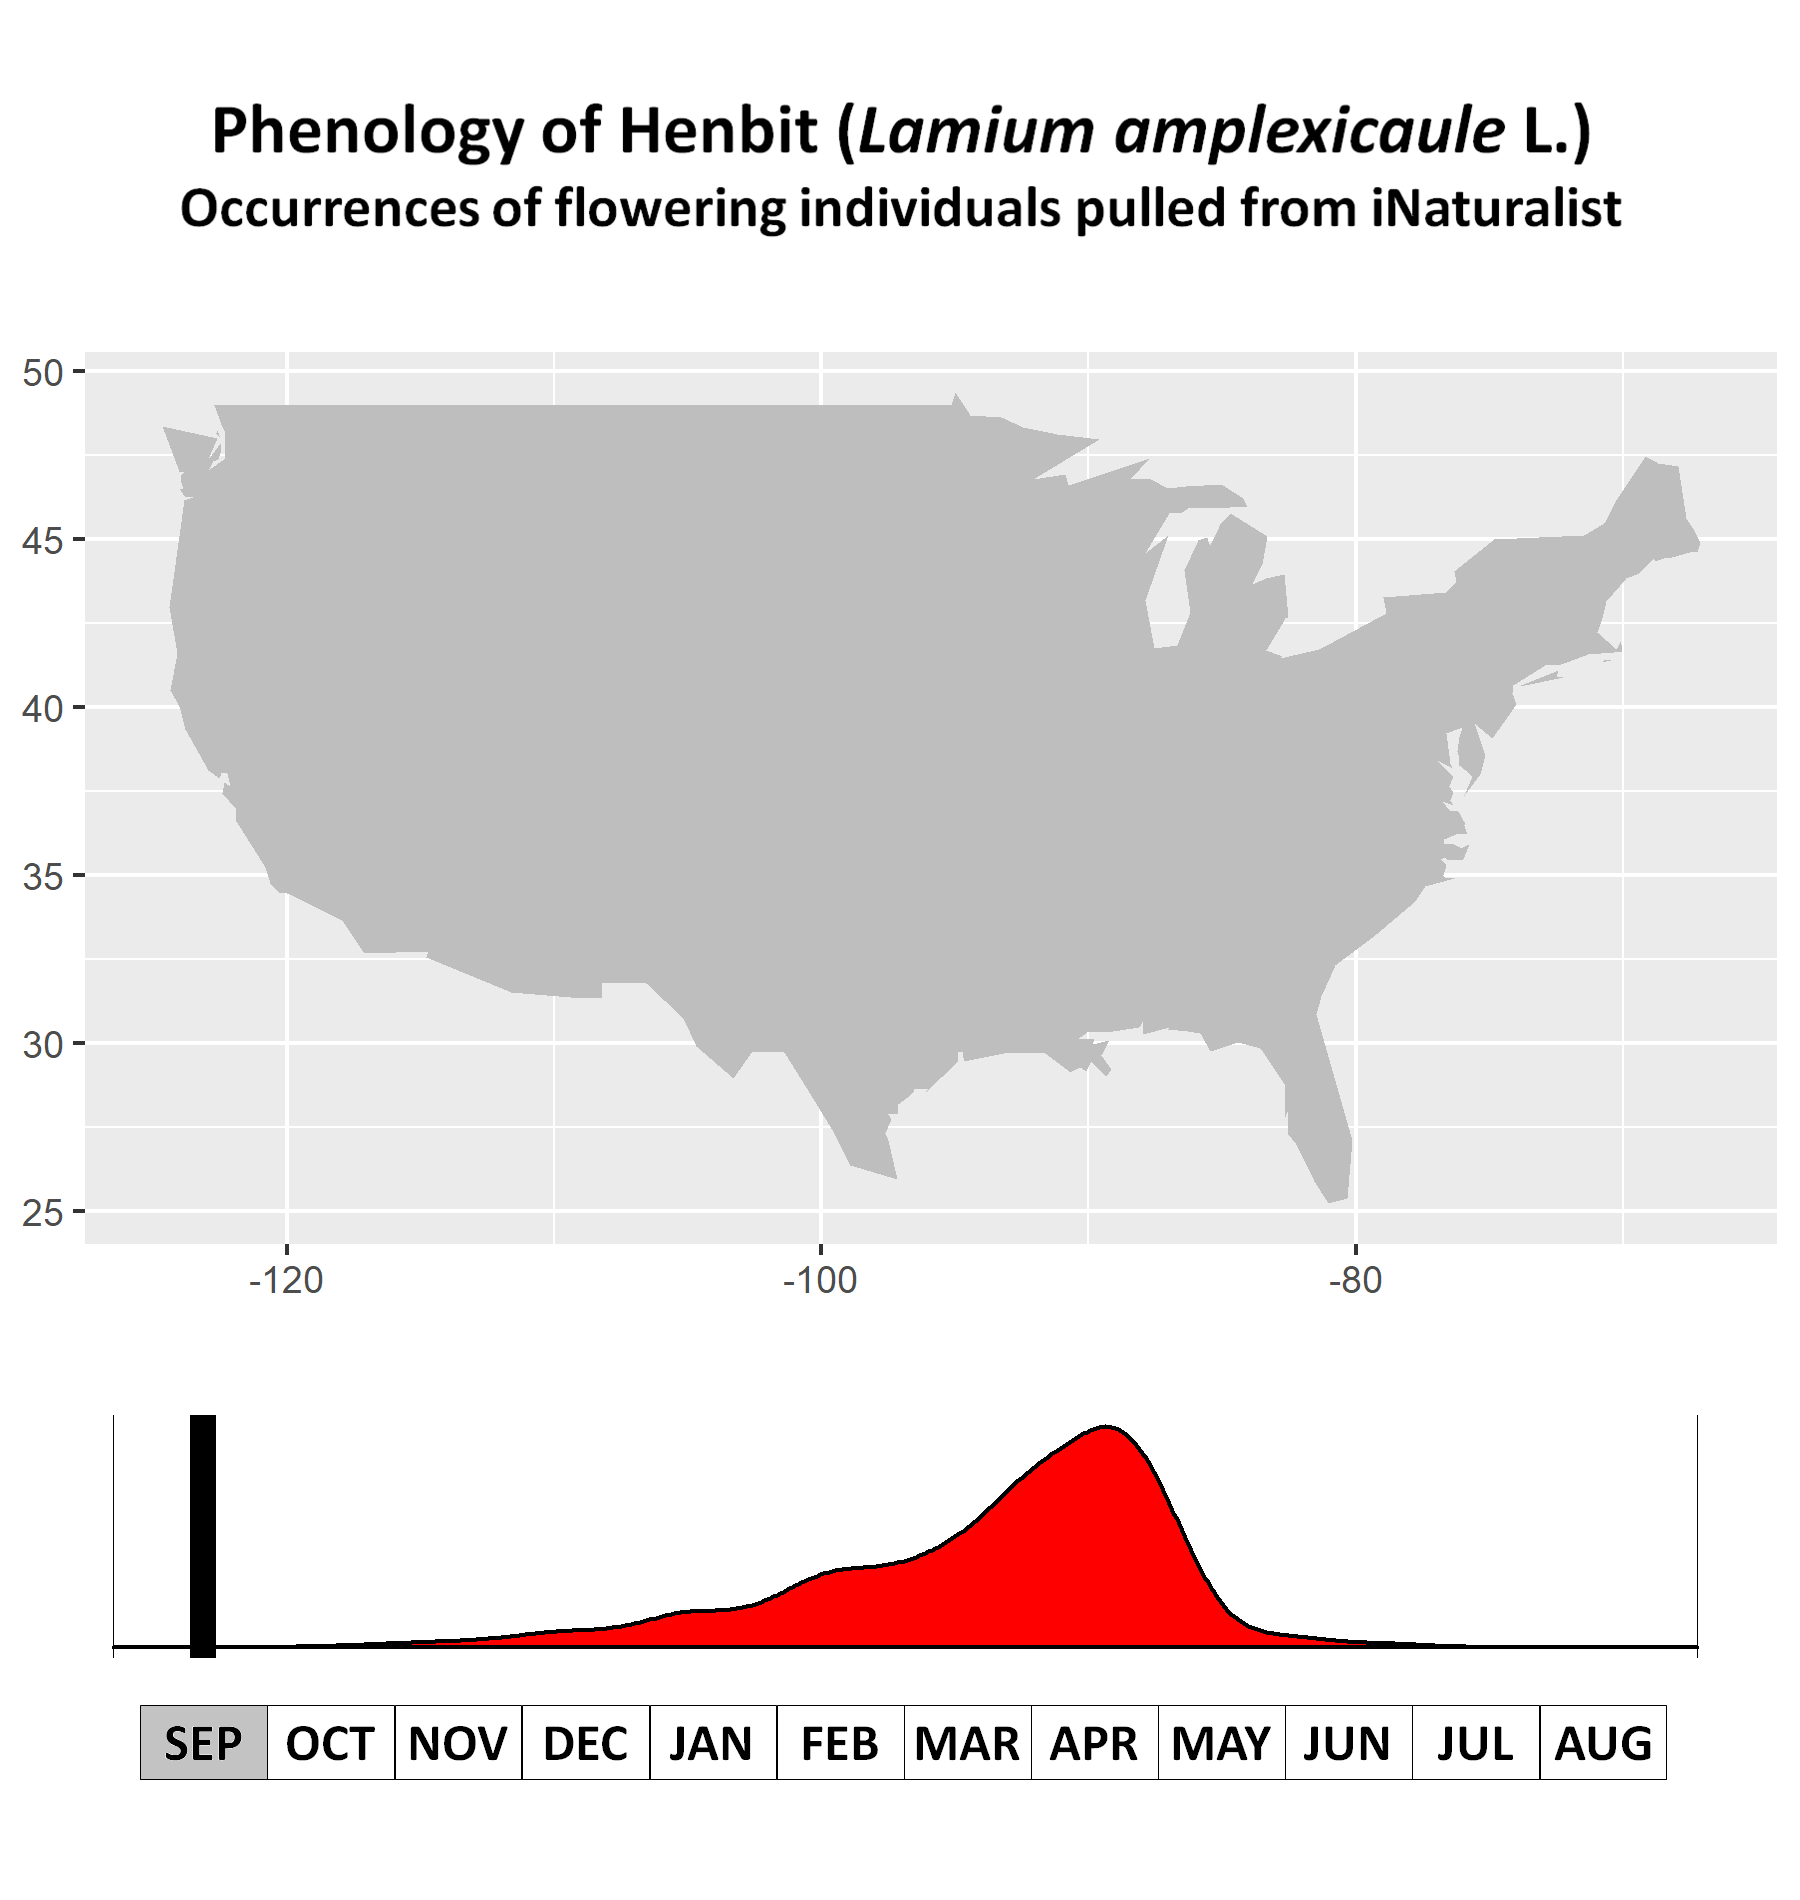 Phenology of Henbit (Lamium amplexicaule L.)
Occurrences of flowering individuals pulled from iNaturalist
50
45
40
35
30
25
-120 -100 -80
SEP OCT NOV DEC JAN FEB MAR APR MAY JUN JUL AUG